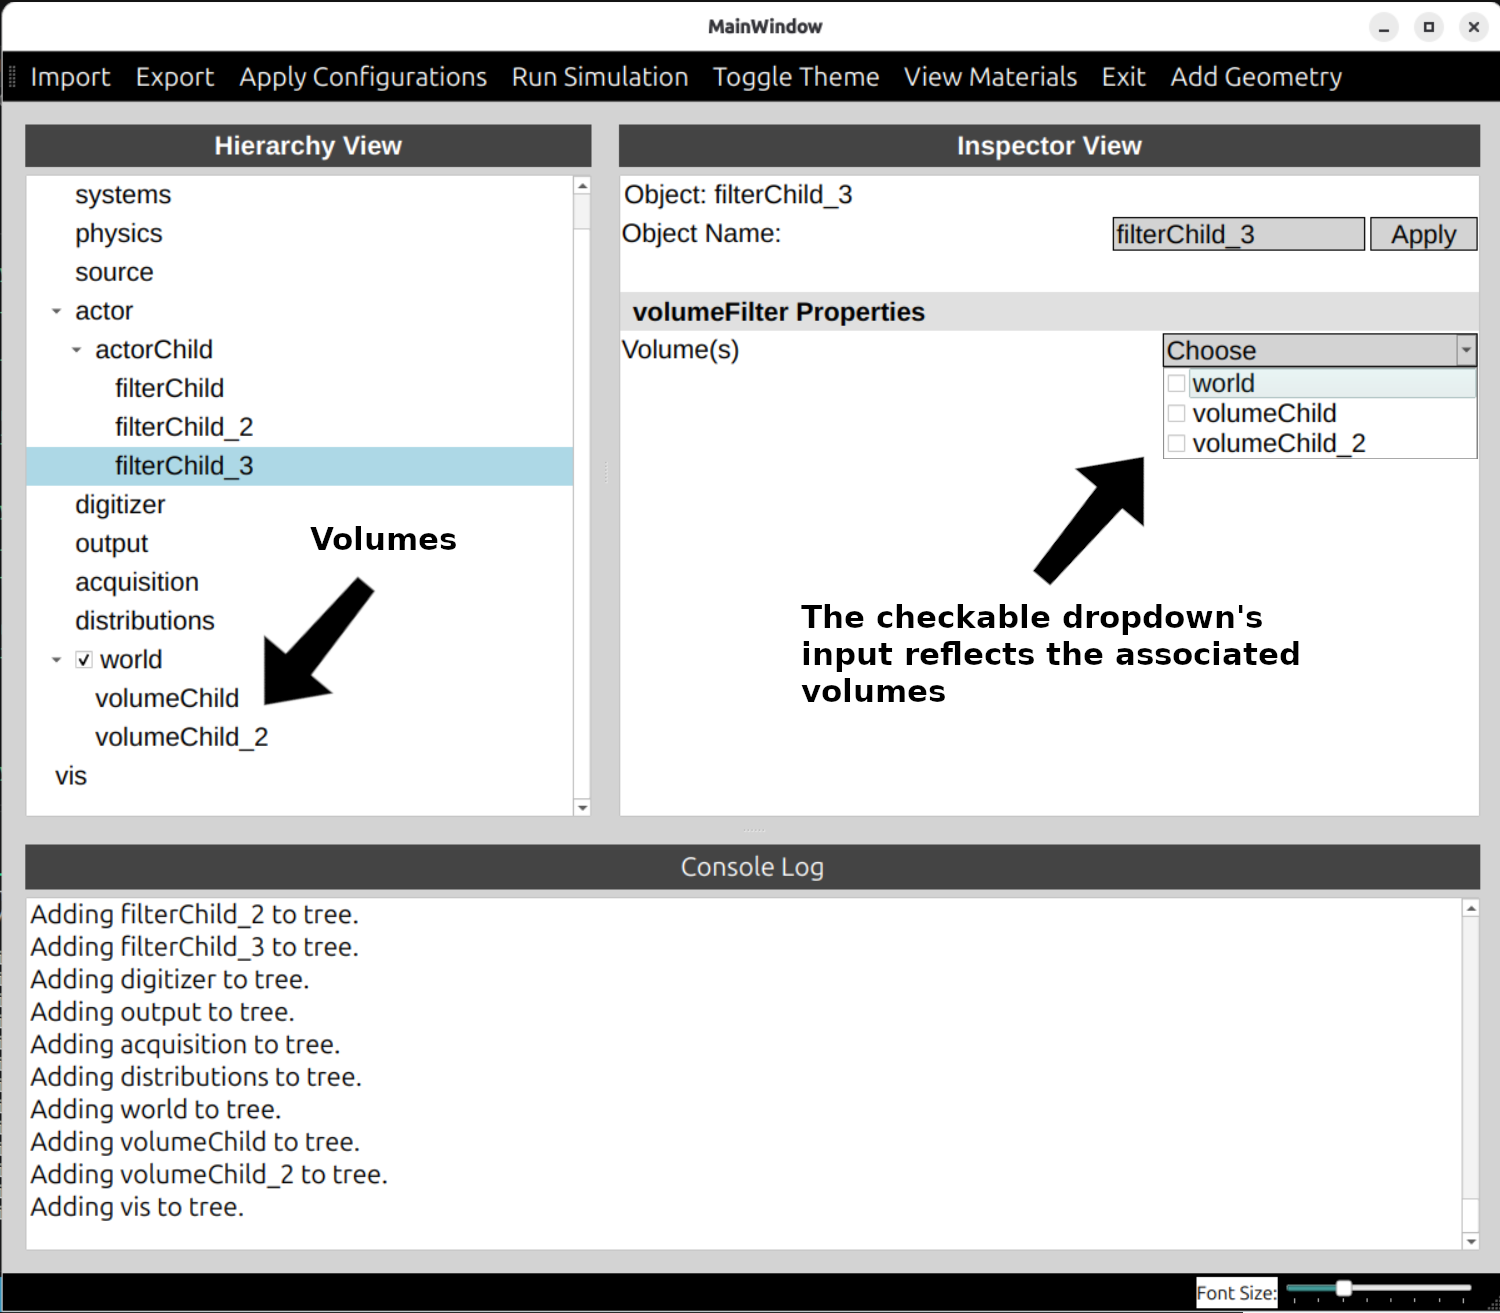 MainWindow
Import Export Apply Configurations Run Simulation Toggle Theme View Materials Exit Add Geometry
Hierarchy View
systems
physics
source
actor
actorChild
filterChild
filterChild_2
filterChild_3
digitizer
output
acquisition
distributions
world
volumeChild
volumeChild_2
vis
Volumes
Inspector View
Object: filterChild_3
Object Name: filterChild_3 Apply
volumeFilter Properties
Volume(s) Choose
world
volumeChild
volumeChild_2
The checkable dropdown's
input reflects the associated
volumes
Console Log
Adding filterChild_2 to tree.
Adding filterChild_3 to tree.
Adding digitizer to tree.
Adding output to tree.
Adding acquisition to tree.
Adding distributions to tree.
Adding world to tree.
Adding volumeChild to tree.
Adding volumeChild_2 to tree.
Adding vis to tree.
Font Size: